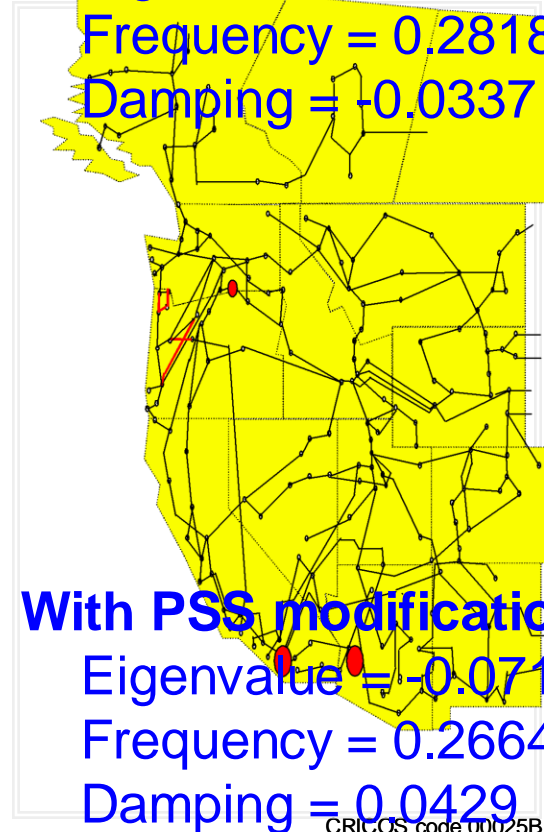 Frequency = 0.2818
Damping = -0.0337
With PSS modificatio
Eigenvalue = -0.071
Frequency = 0.2664
Damping = 0.0429
CRICOS code 00025B